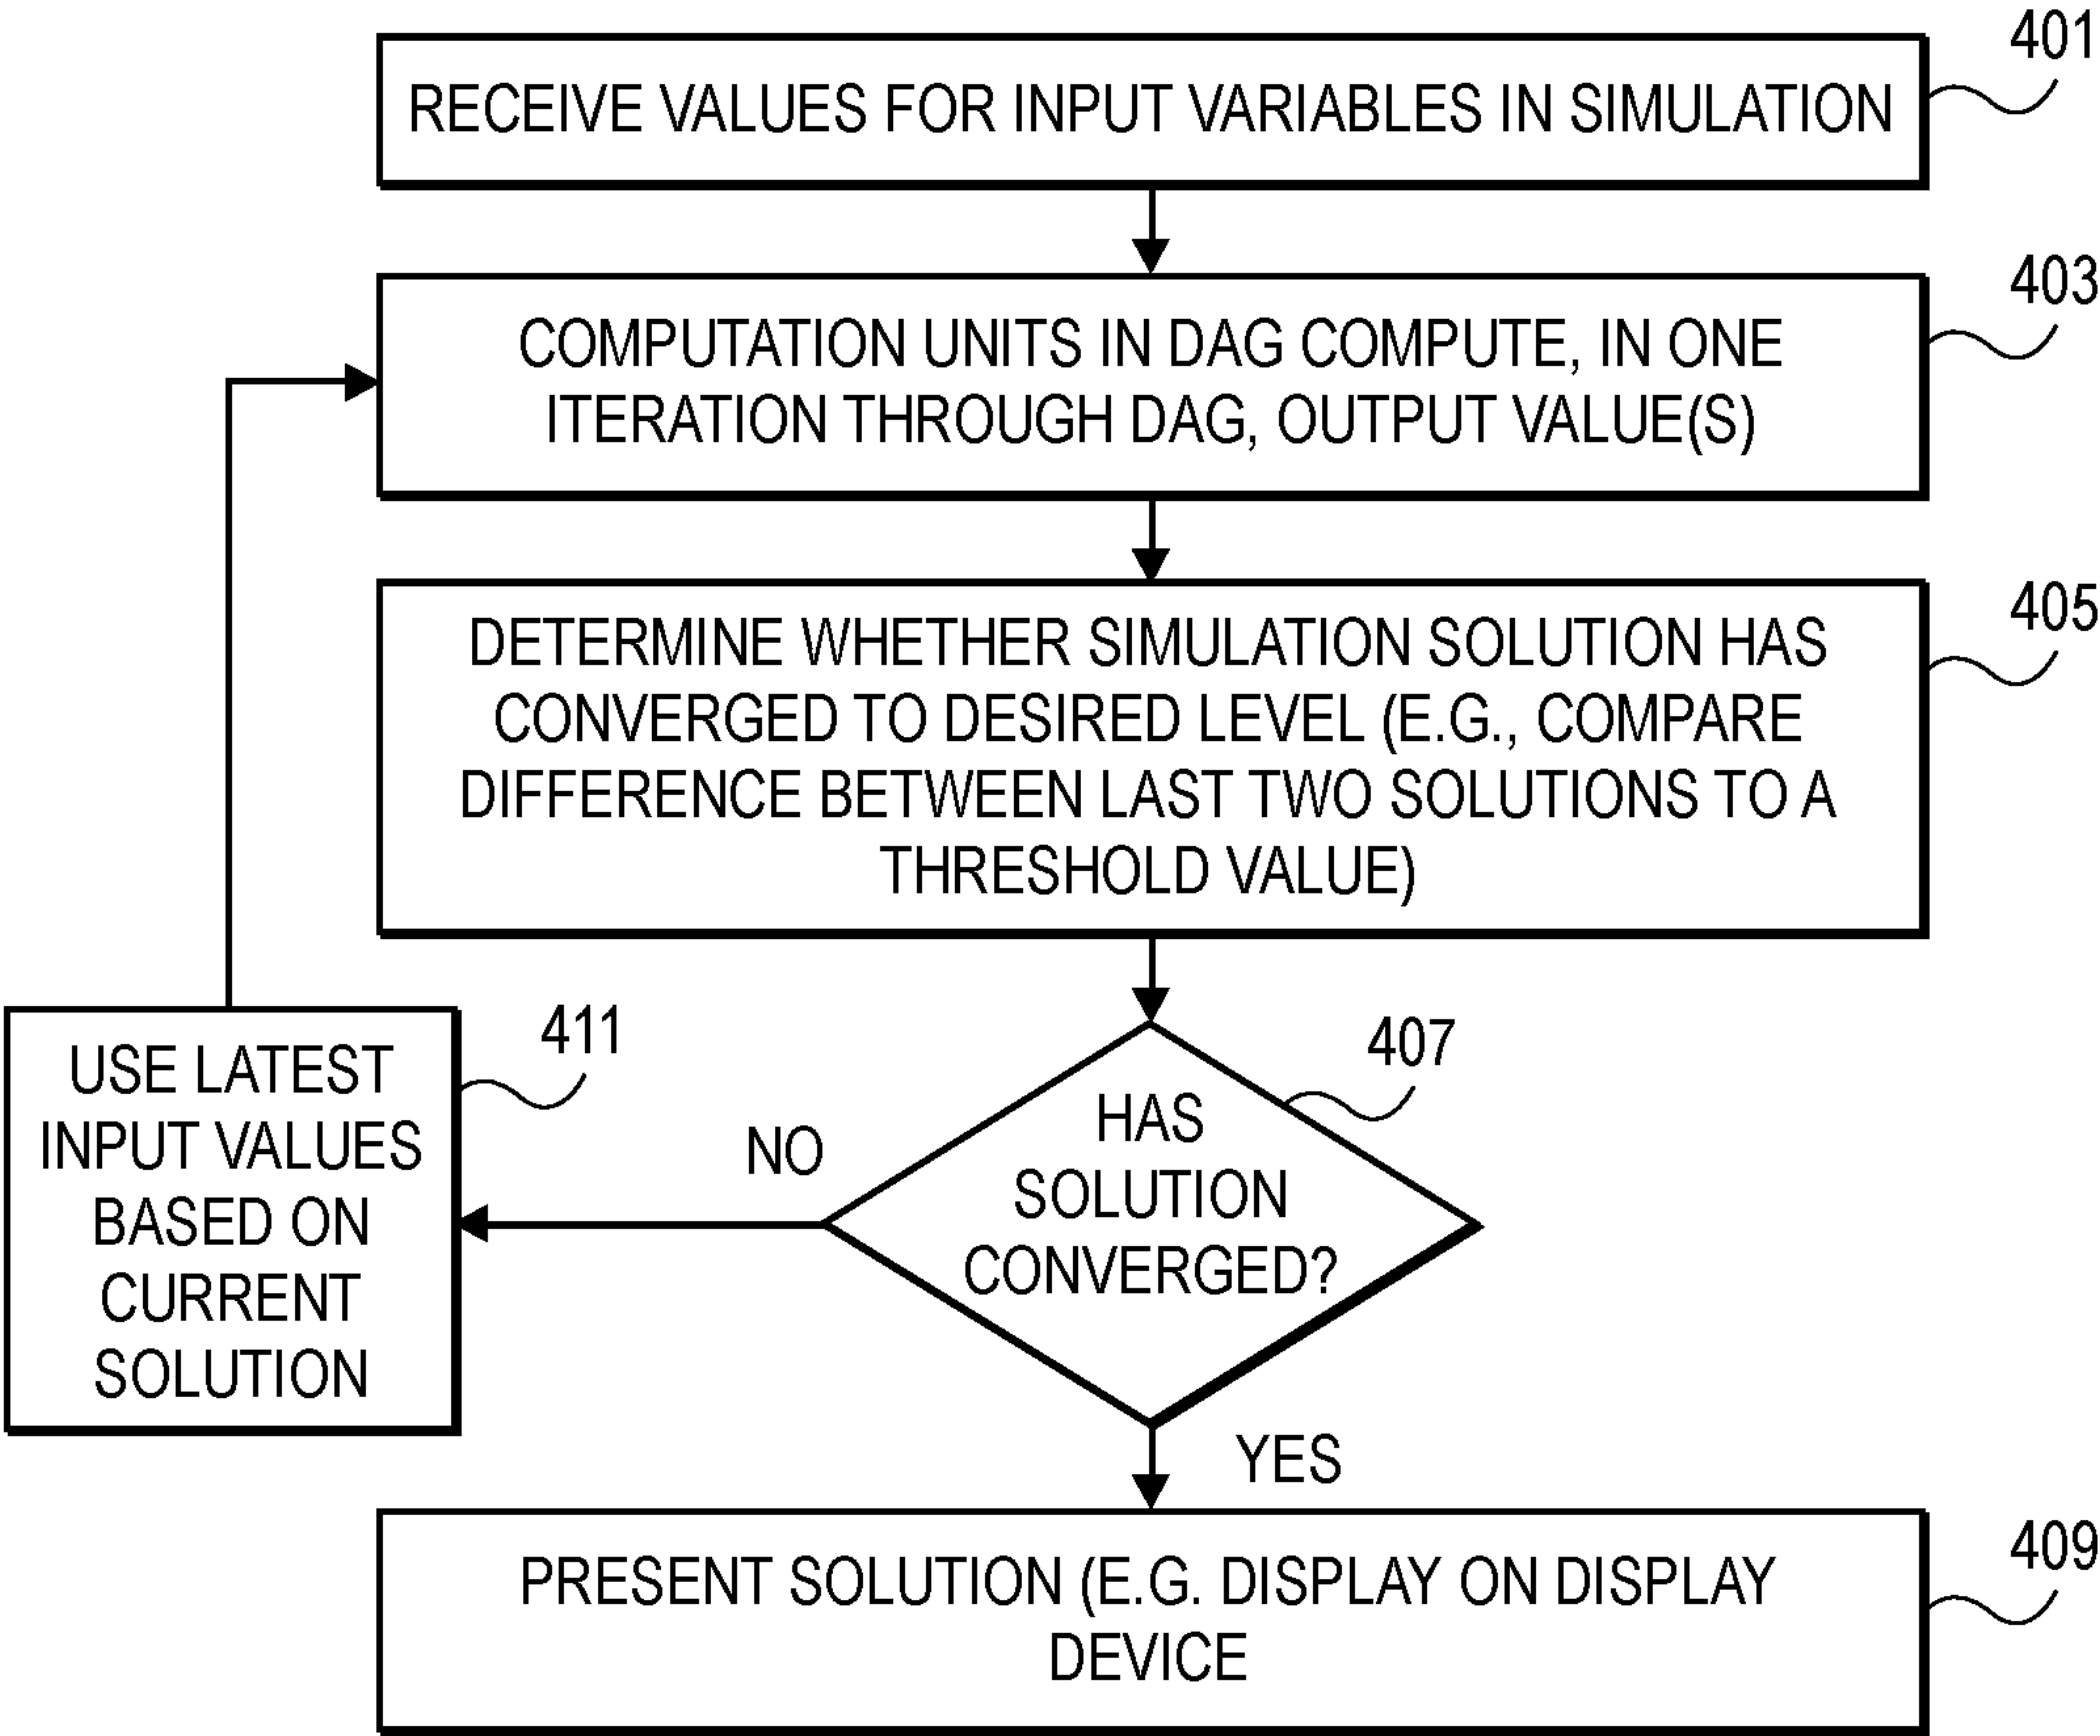 401
RECEIVE VALUES FOR INPUT VARIABLES IN SIMULATION
403
COMPUTATION UNITS IN DAG COMPUTE, IN ONE
ITERATION THROUGH DAG, OUTPUT VALUE(S)
405
DETERMINE WHETHER SIMULATION SOLUTION HAS
CONVERGED TO DESIRED LEVEL (E.G., COMPARE
DIFFERENCE BETWEEN LAST TWO SOLUTIONS TO A
THRESHOLD VALUE)
411
USE LATEST
INPUT VALUES
BASED ON
CURRENT
SOLUTION
407
HAS
SOLUTION
CONVERGED?
NO
YES
409
PRESENT SOLUTION (E.G. DISPLAY ON DISPLAY
DEVICE